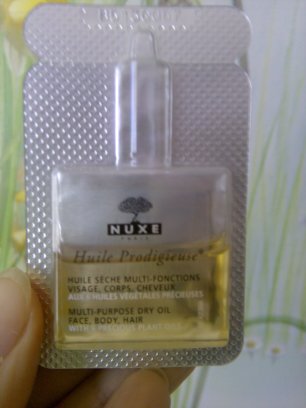 NUXE
PARIS
Huile Prodigieuse®
HUILE SÈCHE MULTI-FONCTIONS
VISAGE, CORPS, CHEVEUX
AUX 6 HUILES VÉGÉTALES PRÉCIEUSES
MULTI-PURPOSE DRY OIL
FACE, BODY, HAIR
WITH 6 PRECIOUS PLANT OILS